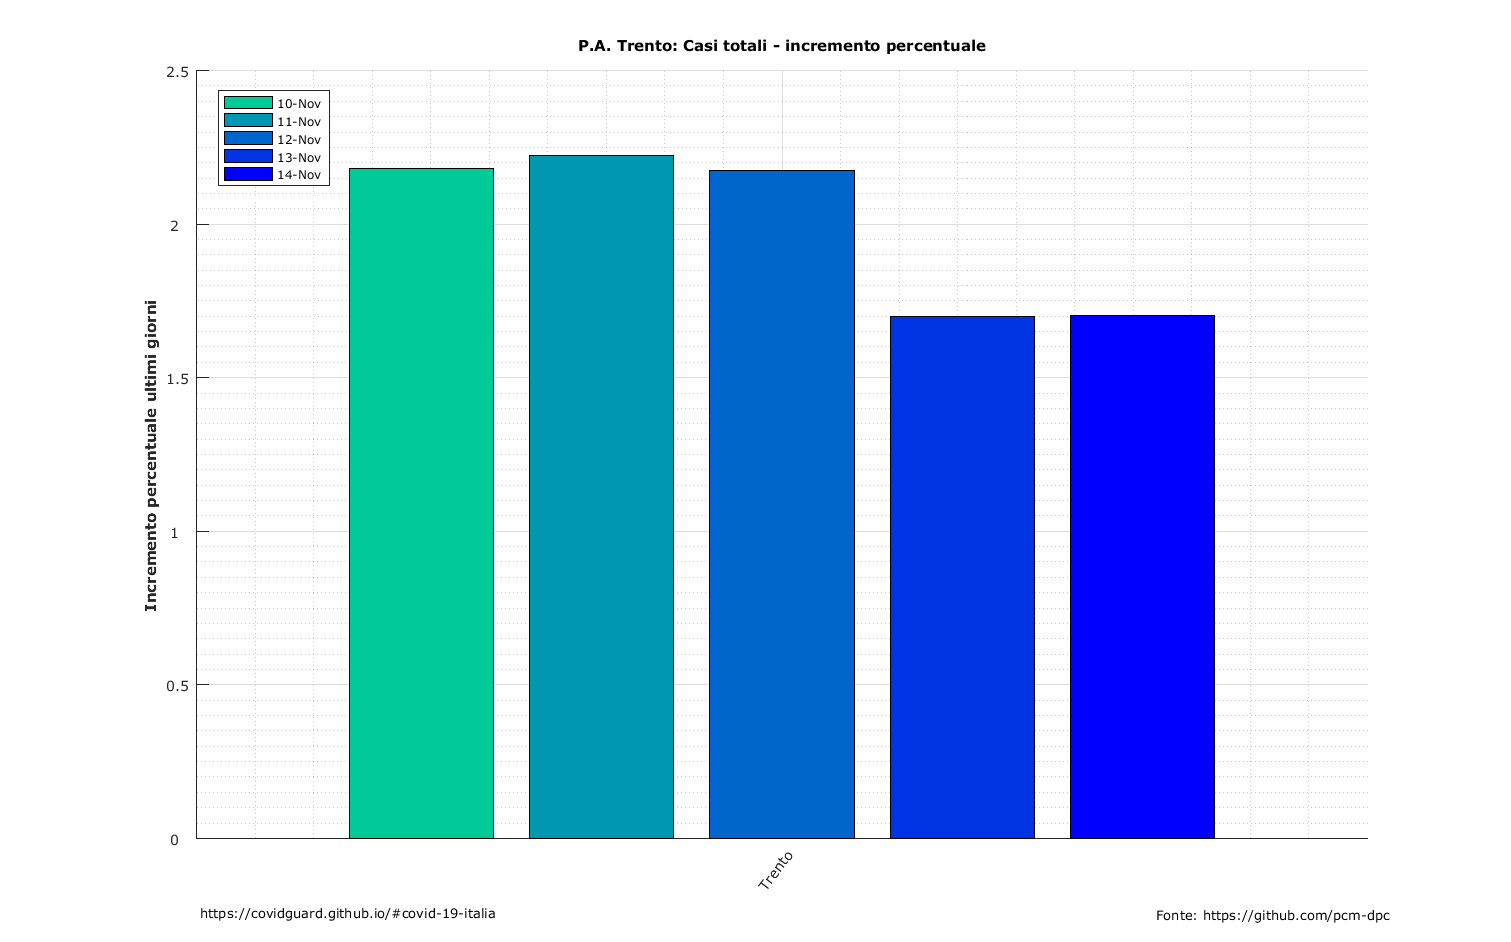 P.A. Trento: Casi totali - incremento percentuale
2.5
2
1.5
1
0.5
0
Incremento percentuale ultimi giorni
10-Nov
11-Nov
12-Nov
13-Nov
14-Nov
Trento
https://covidguard.github.io/#covid-19-italia
Fonte: https://github.com/pcm-dpc